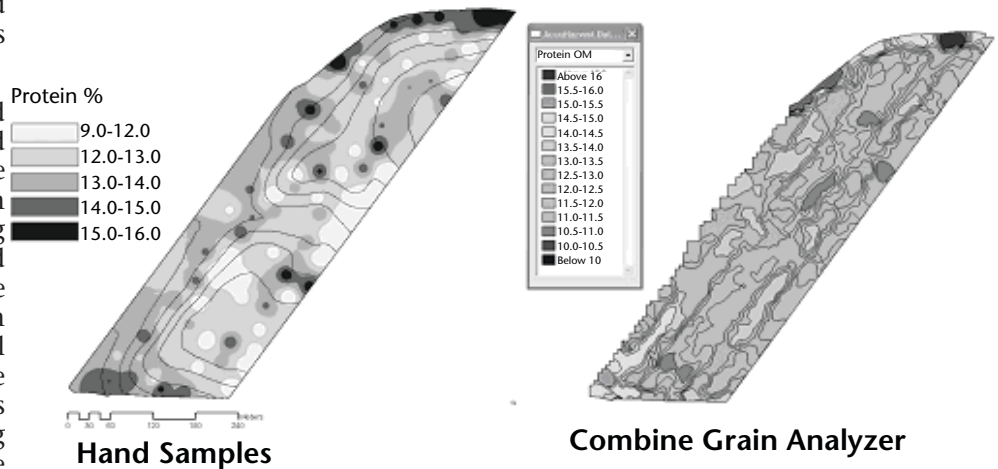 Protein %
9.0-12.0
12.0-13.0
13.0-14.0
14.0-15.0
15.0-16.0
0 30 60 120 180 240
Hand Samples
Protein OM
Above 16
15.5-16.0
15.0-15.5
14.5-15.0
14.0-14.5
13.5-14.0
13.0-13.5
12.5-13.0
12.0-12.5
11.5-12.0
11.0-11.5
10.5-11.0
10.0-10.5
Below 10
Combine Grain Analyzer